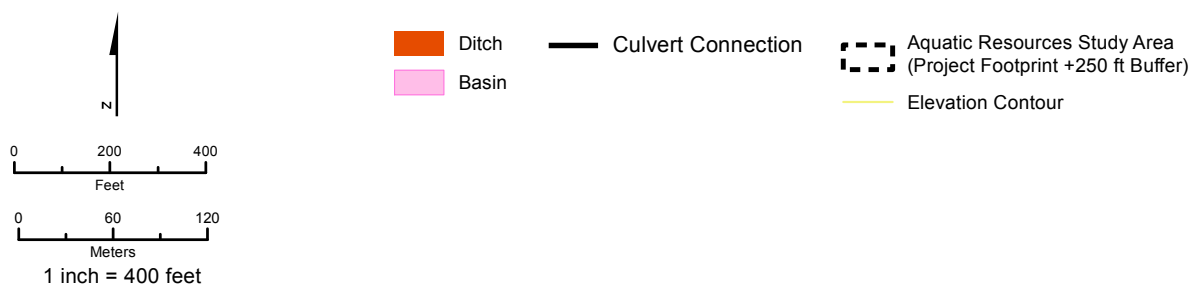 N
0 200 400
Feet
0 60 120
Meters
1 inch = 400 feet
Ditch
Basin
Culvert Connection
Aquatic Resources Study Area
(Project Footprint +250 ft Buffer)
Elevation Contour